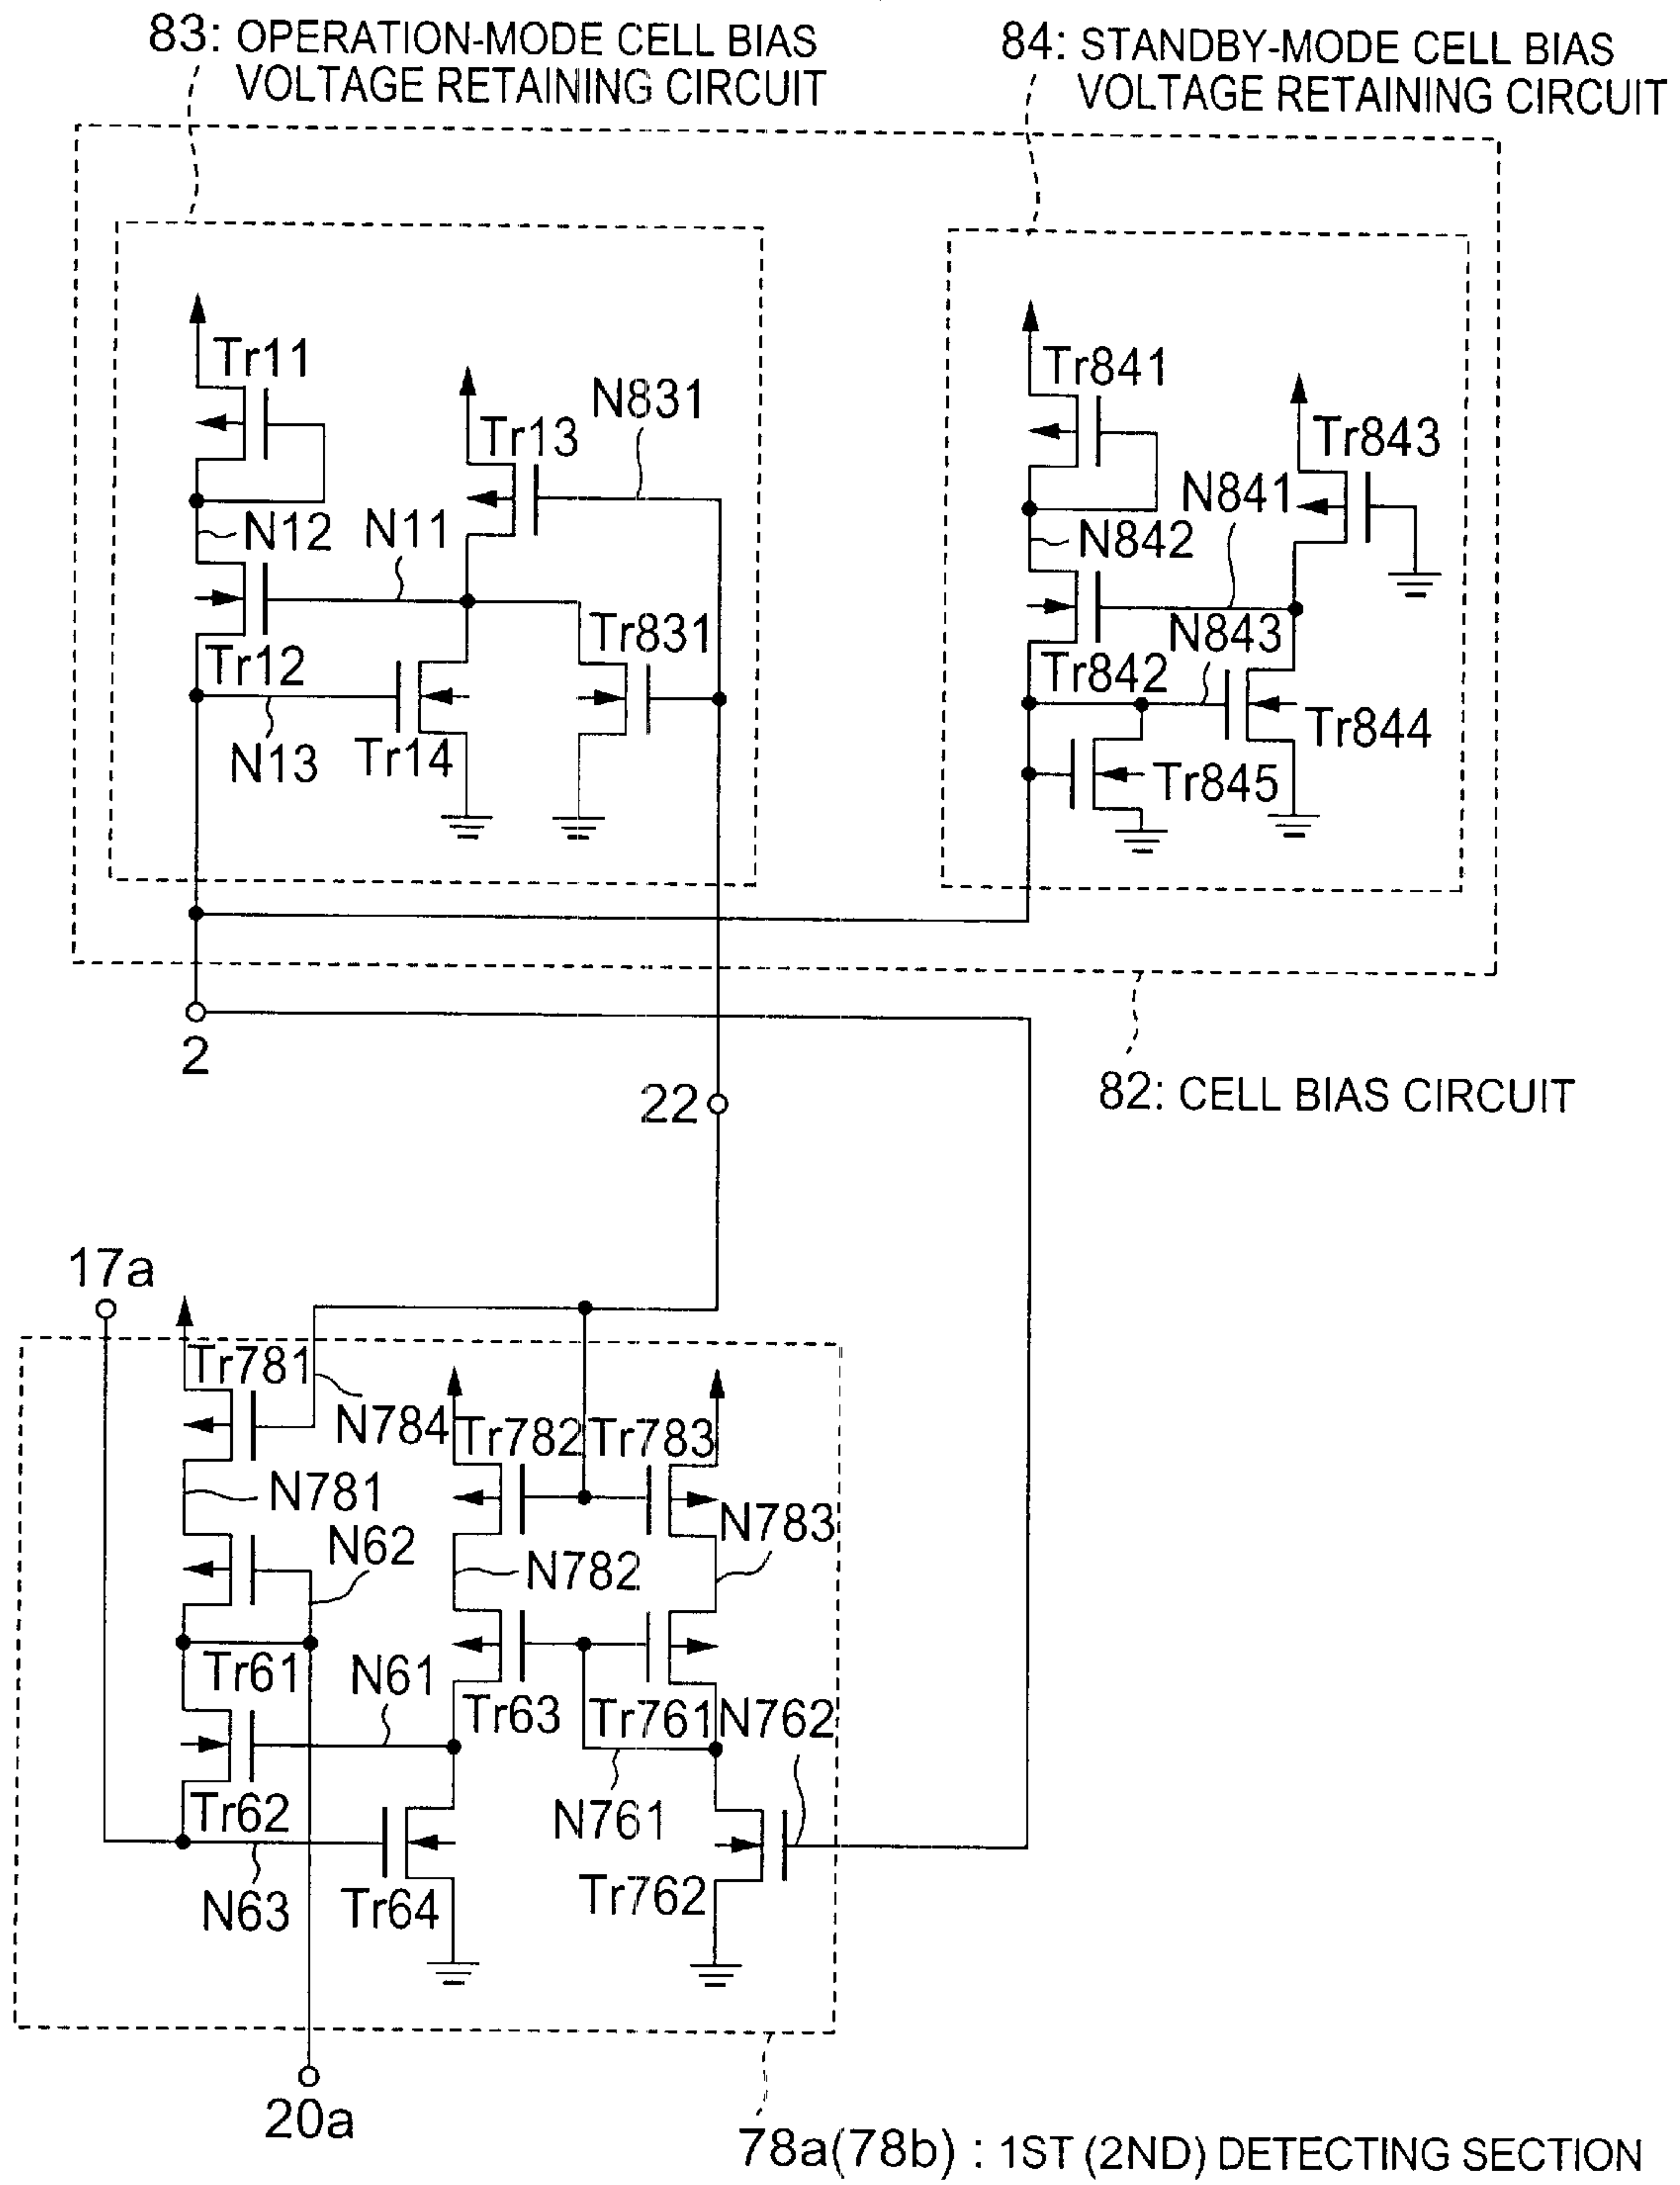 83: OPERATION-MODE CELL BIAS
VOLTAGE RETAINING CIRCUIT
84: STANDBY-MODE CELL BIAS
VOLTAGE RETAINING CIRCUIT
Tr11
Tr13
N831
N12
N11
Tr12
Tr831
N13
Tr14
Tr841
Tr843
N841
N842
N843
Tr842
Tr844
Tr845
2
22
82: CELL BIAS CIRCUIT
17a
Tr781
N784
Tr782
Tr783
N781
N783
N62
N782
Tr61
N61
Tr63
Tr761
N762
Tr62
N761
N63
Tr64
Tr762
20a
78a(78b) : 1ST (2ND) DETECTING SECTION